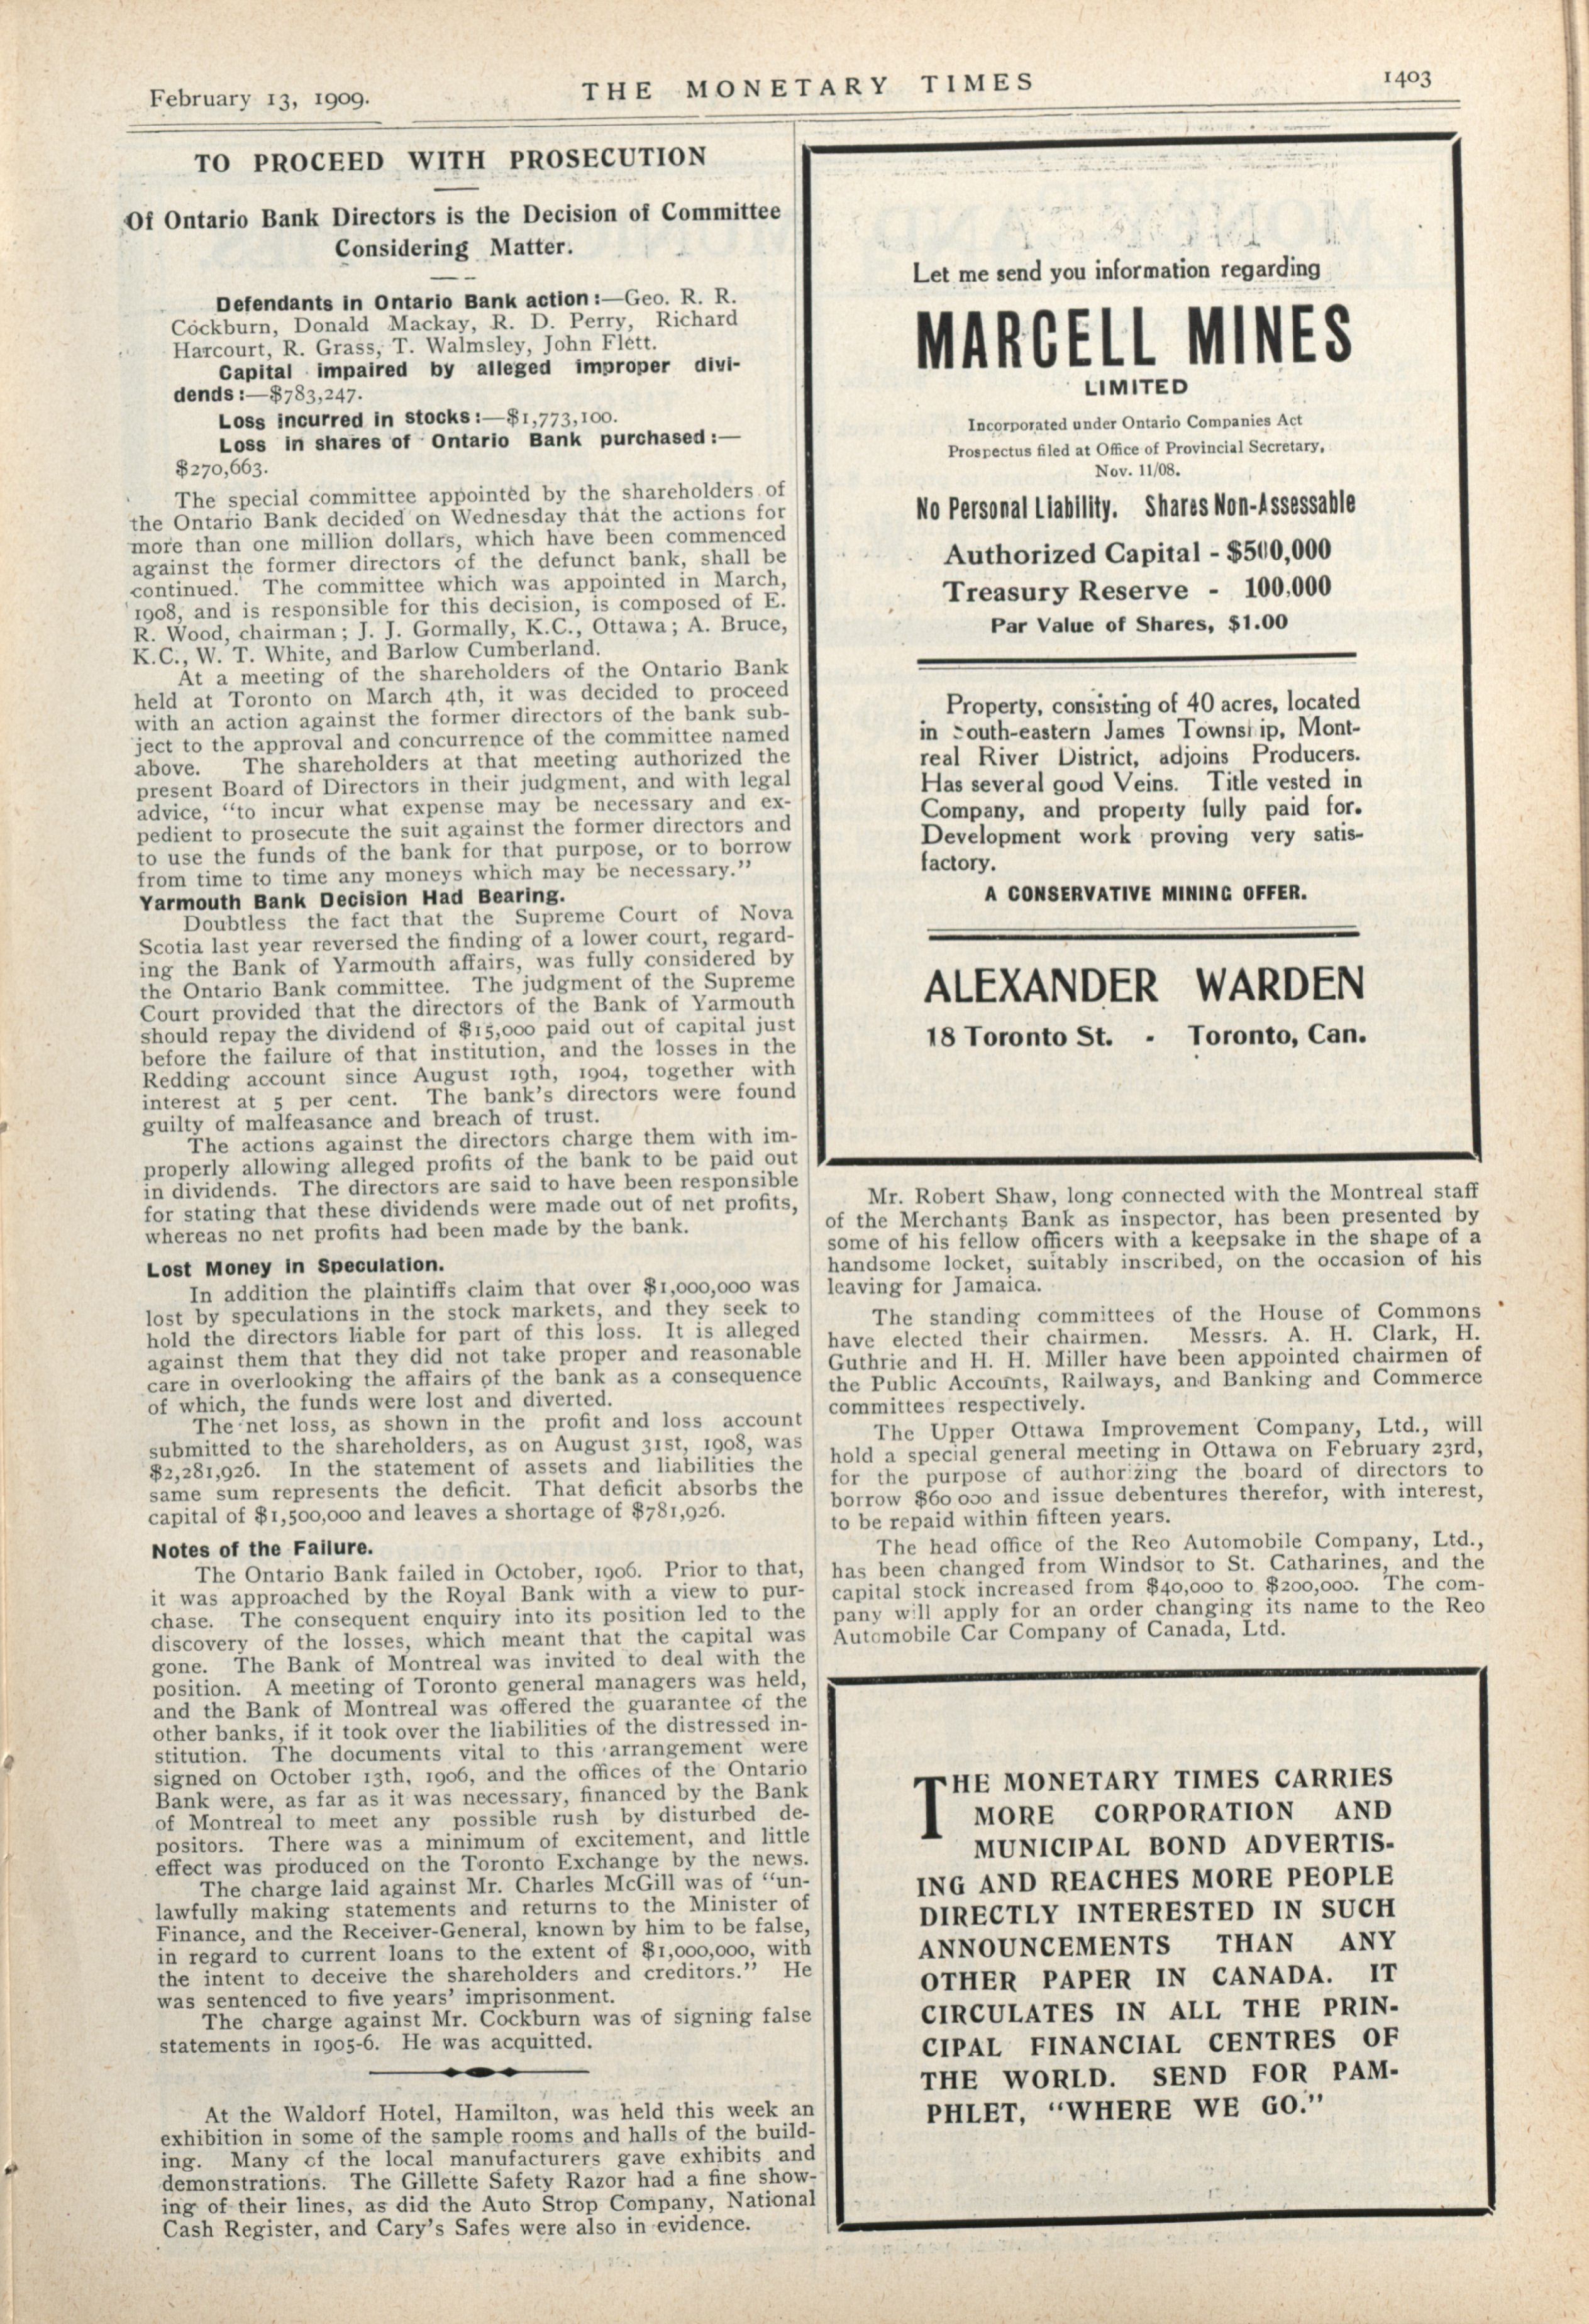 February 13, 1909.
THE MONETARY TIMES
1403
TO PROCEED WITH PROSECUTION
Of Ontario Bank Directors is the Decision of Committee
Considering Matter.
Defendants in Ontario Bank action:—Geo. R. R.
Cockburn, Donald Mackay, R. D. Perry, Richard
Harcourt, R. Grass, T. Walmsley, John Flett.
Capital impaired by alleged improper divi-
dends:—$783,247.
Loss incurred in stocks:—$1,773,100.
Loss in shares of Ontario Bank purchased:—
$270,663.
The special committee appointed by the shareholders of
the Ontario Bank decided on Wednesday that the actions for
more than one million dollars, which have been commenced
against the former directors of the defunct bank, shall be
continued. The committee which was appointed in March,
1908, and is responsible for this decision, is composed of E.
R. Wood, chairman; J. J. Gormally, K.C., Ottawa; A. Bruce,
K.C., W. T. White, and Barlow Cumberland.
At a meeting of the shareholders of the Ontario Bank
held at Toronto on March 4th, it was decided to proceed
with an action against the former directors of the bank sub-
ject to the approval and concurrence of the committee named
above. The shareholders at that meeting authorized the
present Board of Directors in their judgment, and with legal
advice, "to incur what expense may be necessary and ex-
pedient to prosecute the suit against the former directors and
to use the funds of the bank for that purpose, or to borrow
from time to time any moneys which may be necessary."
Yarmouth Bank Decision Had Bearing.
Doubtless the fact that the Supreme Court of Nova
Scotia last year reversed the finding of a lower court, regard-
ing the Bank of Yarmouth affairs, was fully considered by
the Ontario Bank committee. The judgment of the Supreme
Court provided that the directors of the Bank of Yarmouth
should repay the dividend of $15,000 paid out of capital just
before the failure of that institution, and the losses in the
Redding account since August 19th, 1904, together with
interest at 5 per cent. The bank's directors were found
guilty of malfeasance and breach of trust.
The actions against the directors charge them with im-
properly allowing alleged profits of the bank to be paid out
in dividends. The directors are said to have been responsible
for stating that these dividends were made out of net profits,
whereas no net profits had been made by the bank.
Lost Money in Speculation.
In addition the plaintiffs claim that over $1,000,000 was
lost by speculations in the stock markets, and they seek to
hold the directors liable for part of this loss. It is alleged
against them that they did not take proper and reasonable
care in overlooking the affairs of the bank as a consequence
of which, the funds were lost and diverted.
The net loss, as shown in the profit and loss account
submitted to the shareholders, as on August 31st, 1908, was
$2,281,926. In the statement of assets and liabilities the
same sum represents the deficit. That deficit absorbs the
capital of $1,500,000 and leaves a shortage of $781,926.
Notes of the Failure.
The Ontario Bank failed in October, 1906. Prior to that,
it was approached by the Royal Bank with a view to pur-
chase. The consequent enquiry into its position led to the
discovery of the losses, which meant that the capital was
gone. The Bank of Montreal was invited to deal with the
position. A meeting of Toronto general managers was held,
and the Bank of Montreal was offered the guarantee of the
other banks, if it took over the liabilities of the distressed in-
stitution. The documents vital to this arrangement were
signed on October 13th, 1906, and the offices of the Ontario
Bank were, as far as it was necessary, financed by the Bank
of Montreal to meet any possible rush by disturbed de-
positors. There was a minimum of excitement, and little
effect was produced on the Toronto Exchange by the news.
The charge laid against Mr. Charles McGill was of "un-
lawfully making statements and returns to the Minister of
Finance, and the Receiver-General, known by him to be false,
in regard to current loans to the extent of $1,000,000, with
the intent to deceive the shareholders and creditors." He
was sentenced to five years' imprisonment.
The charge against Mr. Cockburn was of signing false
statements in 1905-6. He was acquitted.
At the Waldorf Hotel, Hamilton, was held this week an
exhibition in some of the sample rooms and halls of the build-
ing. Many of the local manufacturers gave exhibits and
demonstrations. The Gillette Safety Razor had a fine show-
ing of their lines, as did the Auto Strop Company, National
Cash Register, and Cary's Safes were also in evidence.
Let me send you information regarding
MARCELL MINES
LIMITED
Incorporated under Ontario Companies Act
Prospectus filed at Office of Provincial Secretary,
Nov. 11/08.
No Personal Liability. Shares Non-Assessable
Authorized Capital - $500,000
Treasury Reserve - 100,000
Par Value of Shares, $1.00
Property, consisting of 40 acres, located
in South-eastern James Township, Mont-
real River District, adjoins Producers.
Has several good Veins. Title vested in
Company, and property fully paid for.
Development work proving very satis-
factory.
A CONSERVATIVE MINING OFFER.
ALEXANDER WARDEN
18 Toronto St. - Toronto, Can.
Mr. Robert Shaw, long connected with the Montreal staff
of the Merchants Bank as inspector, has been presented by
some of his fellow officers with a keepsake in the shape of a
handsome locket, suitably inscribed, on the occasion of his
leaving for Jamaica.
The standing committees of the House of Commons
have elected their chairmen. Messrs. A. H. Clark, H.
Guthrie and H. H. Miller have been appointed chairmen of
the Public Accounts, Railways, and Banking and Commerce
committees respectively.
The Upper Ottawa Improvement Company, Ltd., will
hold a special general meeting in Ottawa on February 23rd,
for the purpose of authorizing the board of directors to
borrow $60 000 and issue debentures therefor, with interest,
to be repaid within fifteen years.
The head office of the Reo Automobile Company, Ltd.,
has been changed from Windsor to St. Catharines, and the
capital stock increased from $40,000 to $200,000. The com-
pany will apply for an order changing its name to the Reo
Automobile Car Company of Canada, Ltd.
THE MONETARY TIMES CARRIES
MORE CORPORATION AND
MUNICIPAL BOND ADVERTIS-
ING AND REACHES MORE PEOPLE
DIRECTLY INTERESTED IN SUCH
ANNOUNCEMENTS THAN ANY
OTHER PAPER IN CANADA. IT
CIRCULATES IN ALL THE PRIN-
CIPAL FINANCIAL CENTRES OF
THE WORLD. SEND FOR PAM-
PHLET, "WHERE WE GO."